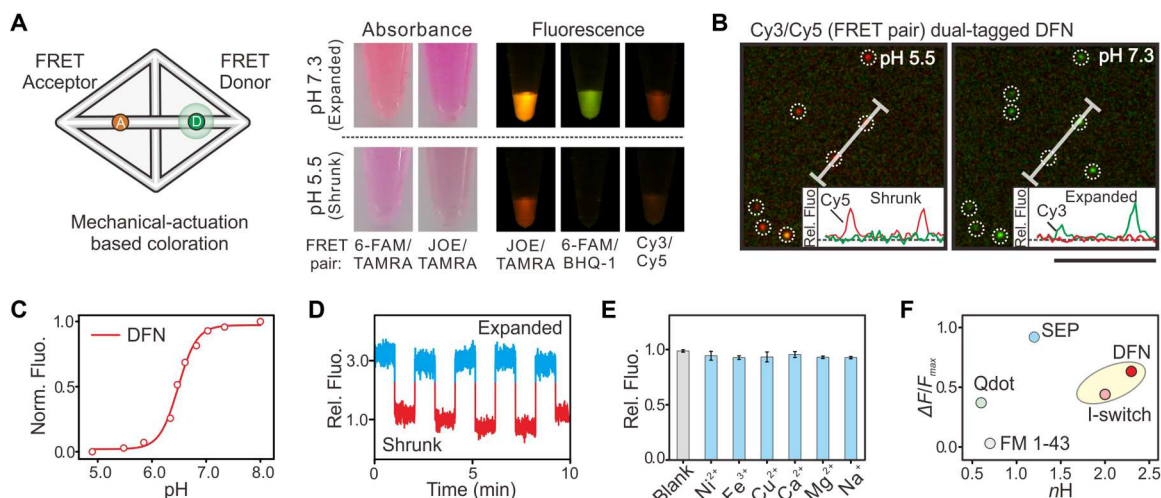 A
FRET
Acceptor
FRET
Donor
A
D
Mechanical-actuation
based coloration
Absorbance
Fluorescence
pH 7.3
(Expanded)
pH 5.5
(Shrunk)
FRET
pair:
6-FAM/
TAMRA
JOE/
TAMRA
JOE/
TAMRA
6-FAM/
BHQ-1
Cy3/
Cy5
B
Cy3/Cy5 (FRET pair) dual-tagged DFN
pH 5.5
Rel. Fluo
Cy5
Shrunk
pH 7.3
Rel. Fluo
Cy3
Expanded
C
Norm. Fluo.
1.0
0.5
0.0
DFN
5.0
6.0
7.0
8.0
pH
D
Rel. Fluo.
3.0
1.0
Expanded
Shrunk
0
5
10
Time (min)
E
Rel. Fluo.
1.0
0.5
0.0
Blank
Ni²⁺
Fe³⁺
Cu²⁺
Ca²⁺
Mg²⁺
Na⁺
F
ΔF/Fmax
1.0
0.5
0.0
SEP
DFN
Qdot
I-switch
FM 1-43
0.5
1.0
1.5
2.0
2.5
nH